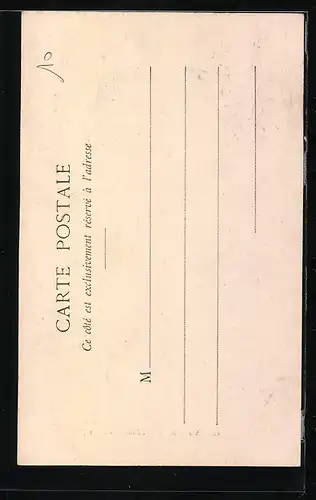 10
CARTE POSTALE
Ce côté est exclusivement réservé à l'adresse
M